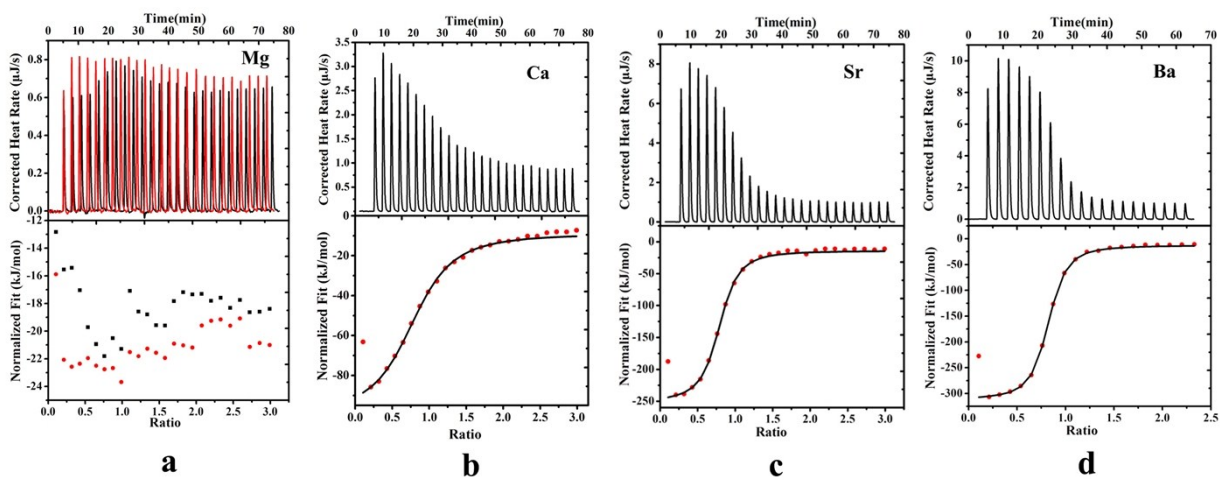 Time(min)
0 10 20 30 40 50 60 70 80
Mg
Corrected Heat Rate (µJ/s)
0.8
0.6
0.4
0.2
0.0
-12
-14
-16
-18
-20
-22
-24
Normalized Fit (kJ/mol)
0.0 0.5 1.0 1.5 2.0 2.5 3.0
Ratio
a
Time(min)
0 10 20 30 40 50 60 70 80
Ca
Corrected Heat Rate (µJ/s)
3.5
3.0
2.5
2.0
1.5
1.0
0.5
0
-20
-40
-60
-80
Normalized Fit (kJ/mol)
0.0 0.5 1.0 1.5 2.0 2.5 3.0
Ratio
b
Time(min)
0 10 20 30 40 50 60 70 80
Sr
Corrected Heat Rate (µJ/s)
8
6
4
2
0
0
-50
-100
-150
-200
-250
-300
Normalized Fit (kJ/mol)
0.0 0.5 1.0 1.5 2.0 2.5 3.0
Ratio
c
Time(min)
0 10 20 30 40 50 60 70
Ba
Corrected Heat Rate (µJ/s)
10
8
6
4
2
0
0
-50
-100
-150
-200
-250
-300
Normalized Fit (kJ/mol)
0.0 0.5 1.0 1.5 2.0 2.5
Ratio
d